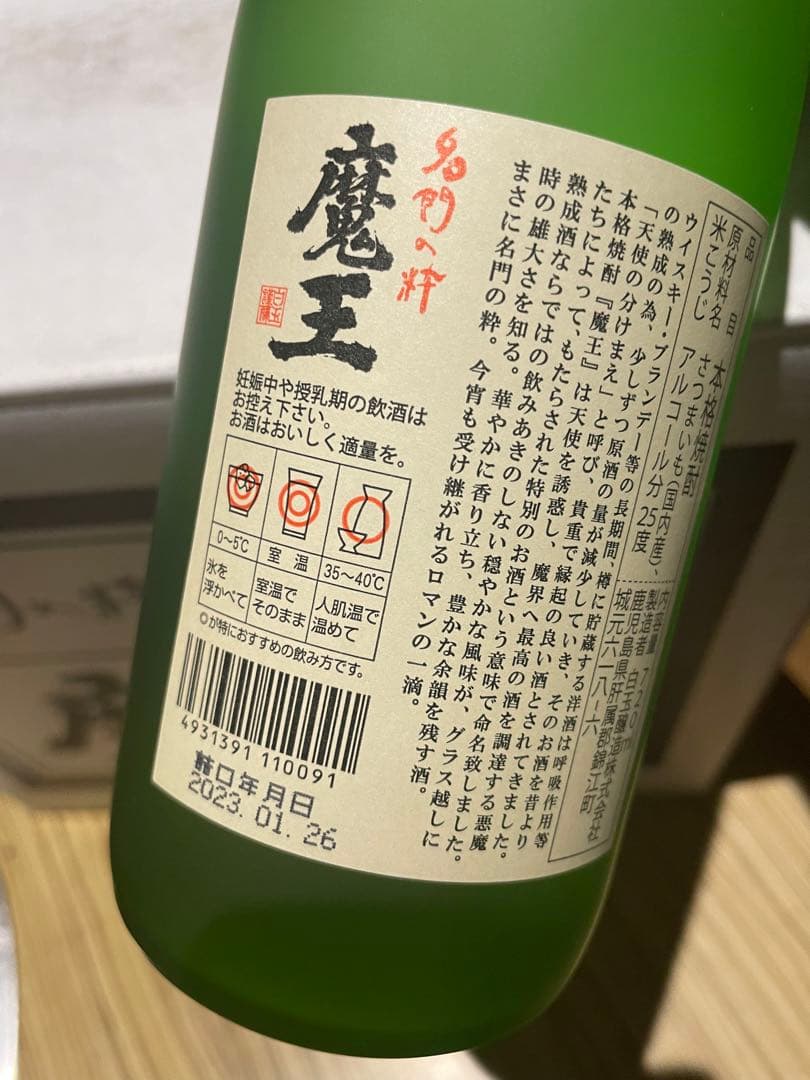 品目 本格焼酎
原材料名 さつまいも(国内産)、
米こうじ アルコール分25度
内容量 720ml
製造者 白玉醸造株式会社
鹿児島県肝属郡錦江町
城元六一八−六
ウイスキー・ブランデー等の長期間、樽に貯蔵する洋酒は呼吸作用等
の熟成の為、少しずつ原酒の量が減少していき、そのお酒を昔より
「天使の分けまえ」と呼び、貴重で縁起の良い酒とされてきました。
本格焼酎『魔王』は天使を誘惑し、魔界へ最高の酒を調達する悪魔
たちによって、もたらされた特別のお酒という意味で命名致しました。
熟成酒ならではの飲みあきのしない穏やかな風味が、グラス越しに
時の雄大さを知る。華やかに香り立ち、豊かな余韻を残す酒。
まさに名門の粋。今宵も受け継がれるロマンの一滴。
名門の粋
魔王
妊娠中や授乳期の飲酒は
お控え下さい。
お酒はおいしく適量を。
0〜5℃ 室温 35〜40℃
氷を浮かべて 室温でそのまま 人肌温で温めて
◎が特におすすめの飲み方です。
4931391110091
詰口年月日
2023.01.26